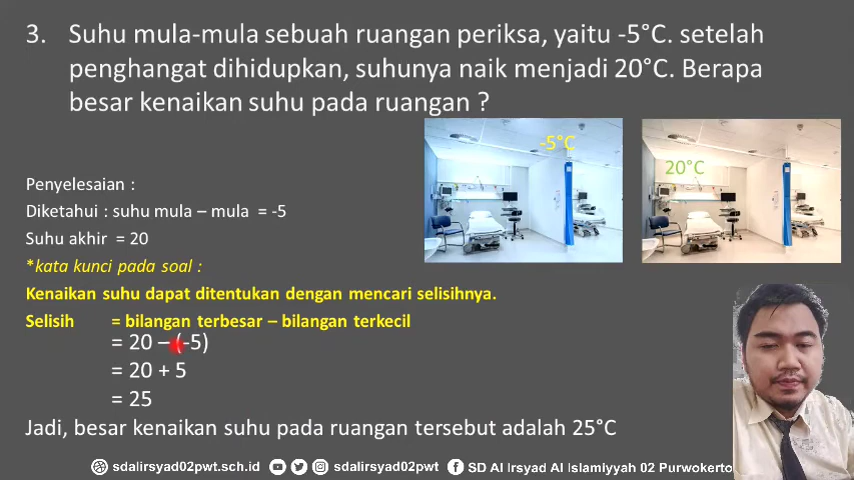 3. Suhu mula-mula sebuah ruangan periksa, yaitu -5°C. setelah
penghangat dihidupkan, suhunya naik menjadi 20°C. Berapa
besar kenaikan suhu pada ruangan ?
-5°C
20°C
Penyelesaian :
Diketahui : suhu mula – mula = -5
Suhu akhir = 20
*kata kunci pada soal :
Kenaikan suhu dapat ditentukan dengan mencari selisihnya.
Selisih = bilangan terbesar – bilangan terkecil
= 20 – (-5)
= 20 + 5
= 25
Jadi, besar kenaikan suhu pada ruangan tersebut adalah 25°C
sdalirsyad02pwt.sch.id sdalirsyad02pwt SD Al Irsyad Al Islamiyyah 02 Purwokerto